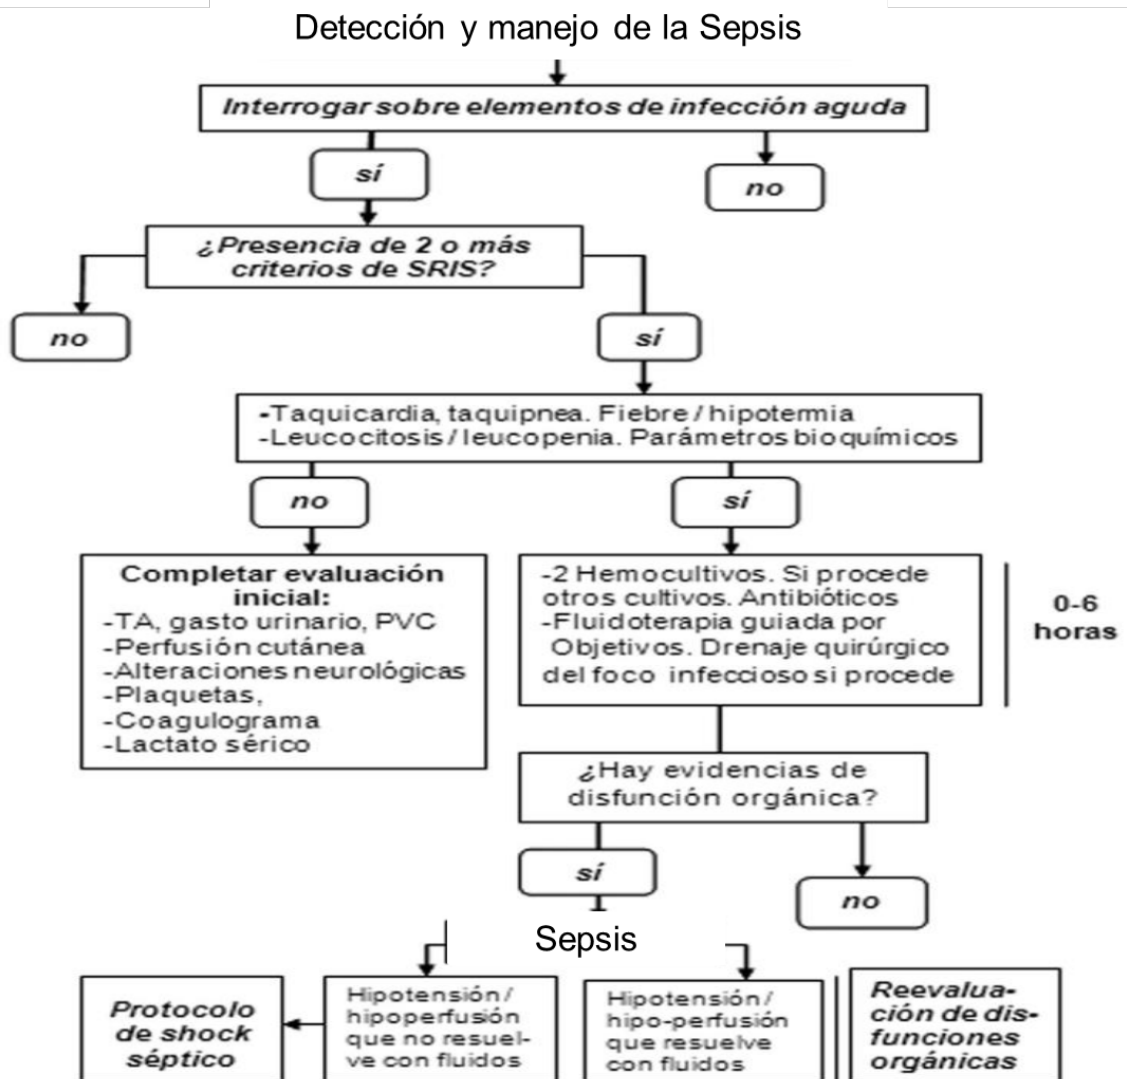 Detección y manejo de la Sepsis
Interrogar sobre elementos de infección aguda
sí
no
¿Presencia de 2 o más
criterios de SRIS?
no
sí
-Taquicardia, taquipnea. Fiebre / hipotermia
-Leucocitosis / leucopenia. Parámetros bioquímicos
no
sí
Completar evaluación
inicial:
-TA, gasto urinario, PVC
-Perfusión cutánea
-Alteraciones neurológicas
-Plaquetas,
-Coagulograma
-Lactato sérico
-2 Hemocultivos. Si procede
otros cultivos. Antibióticos
-Fluidoterapia guiada por
Objetivos. Drenaje quirúrgico
del foco infeccioso si procede
0-6
horas
¿Hay evidencias de
disfunción orgánica?
sí
no
Sepsis
Protocolo
de shock
séptico
Hipotensión /
hipoperfusión
que no resuel-
ve con fluidos
Hipotensión /
hipo-perfusión
que resuelve
con fluidos
Reevalua-
ción de dis-
funciones
orgánicas